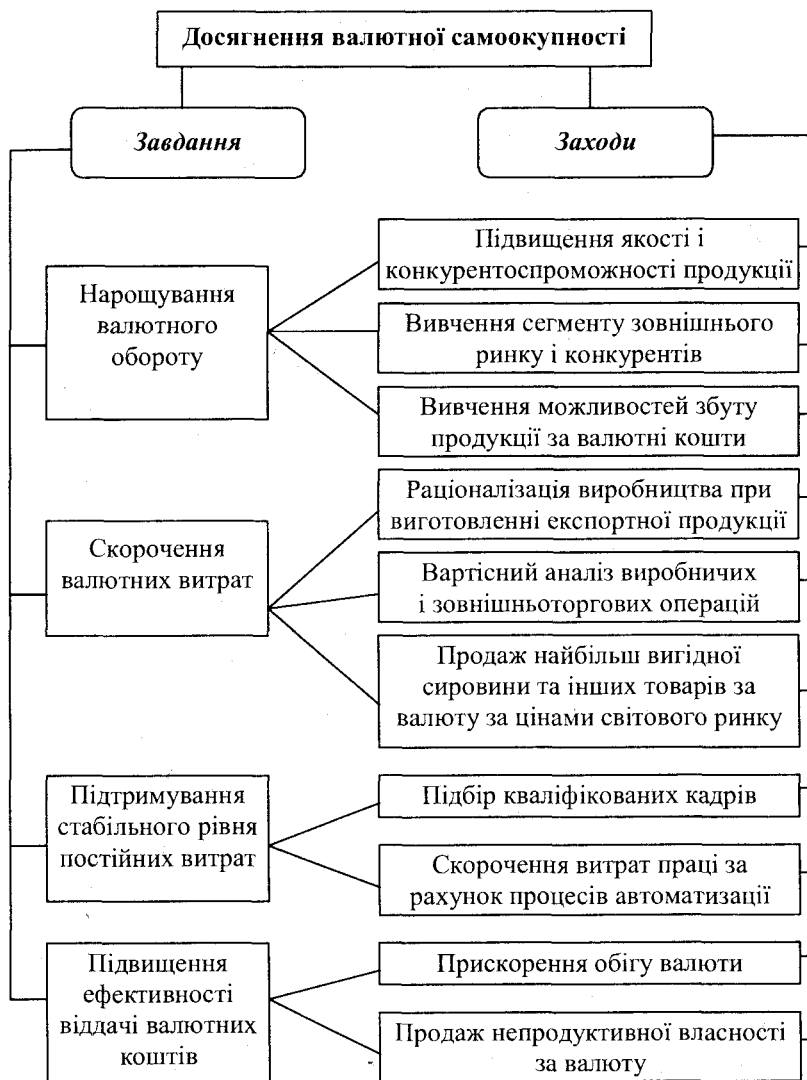 Досягнення валютної самоокупності
Завдання
Заходи
Нарощування
валютного
обороту
Підвищення якості і
конкурентоспроможності продукції
Вивчення сегменту зовнішнього
ринку і конкурентів
Вивчення можливостей збуту
продукції за валютні кошти
Скорочення
валютних витрат
Раціоналізація виробництва при
виготовленні експортної продукції
Вартісний аналіз виробничих
і зовнішньоторгових операцій
Продаж найбільш вигідної
сировини та інших товарів за
валюту за цінами світового ринку
Підтримування
стабільного рівня
постійних витрат
Підбір кваліфікованих кадрів
Скорочення витрат праці за
рахунок процесів автоматизації
Підвищення
ефективності
віддачі валютних
коштів
Прискорення обігу валюти
Продаж непродуктивної власності
за валюту